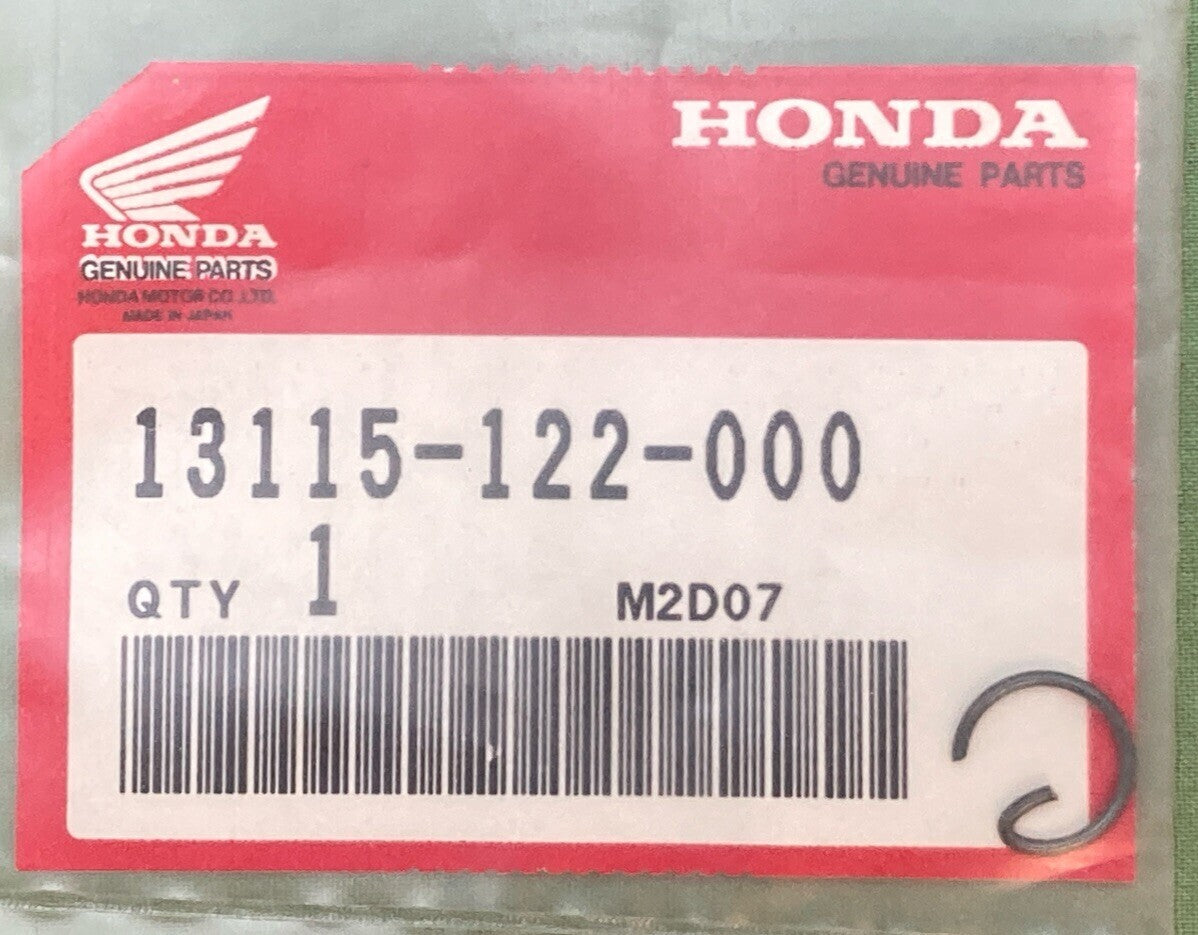 HONDA
GENUINE PARTS
HONDA
GENUINE PARTS
HONDA MOTOR CO.,LTD.
MADE IN JAPAN
13115-122-000
QTY 1 M2D07